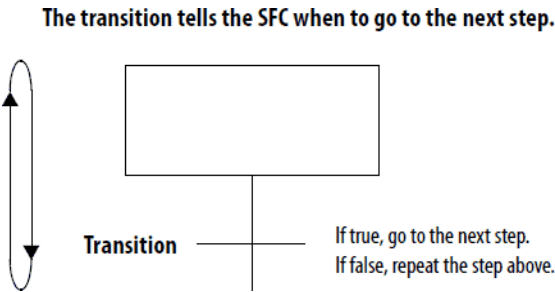 The transition tells the SFC when to go to the next step.
Transition
If true, go to the next step.
If false, repeat the step above.